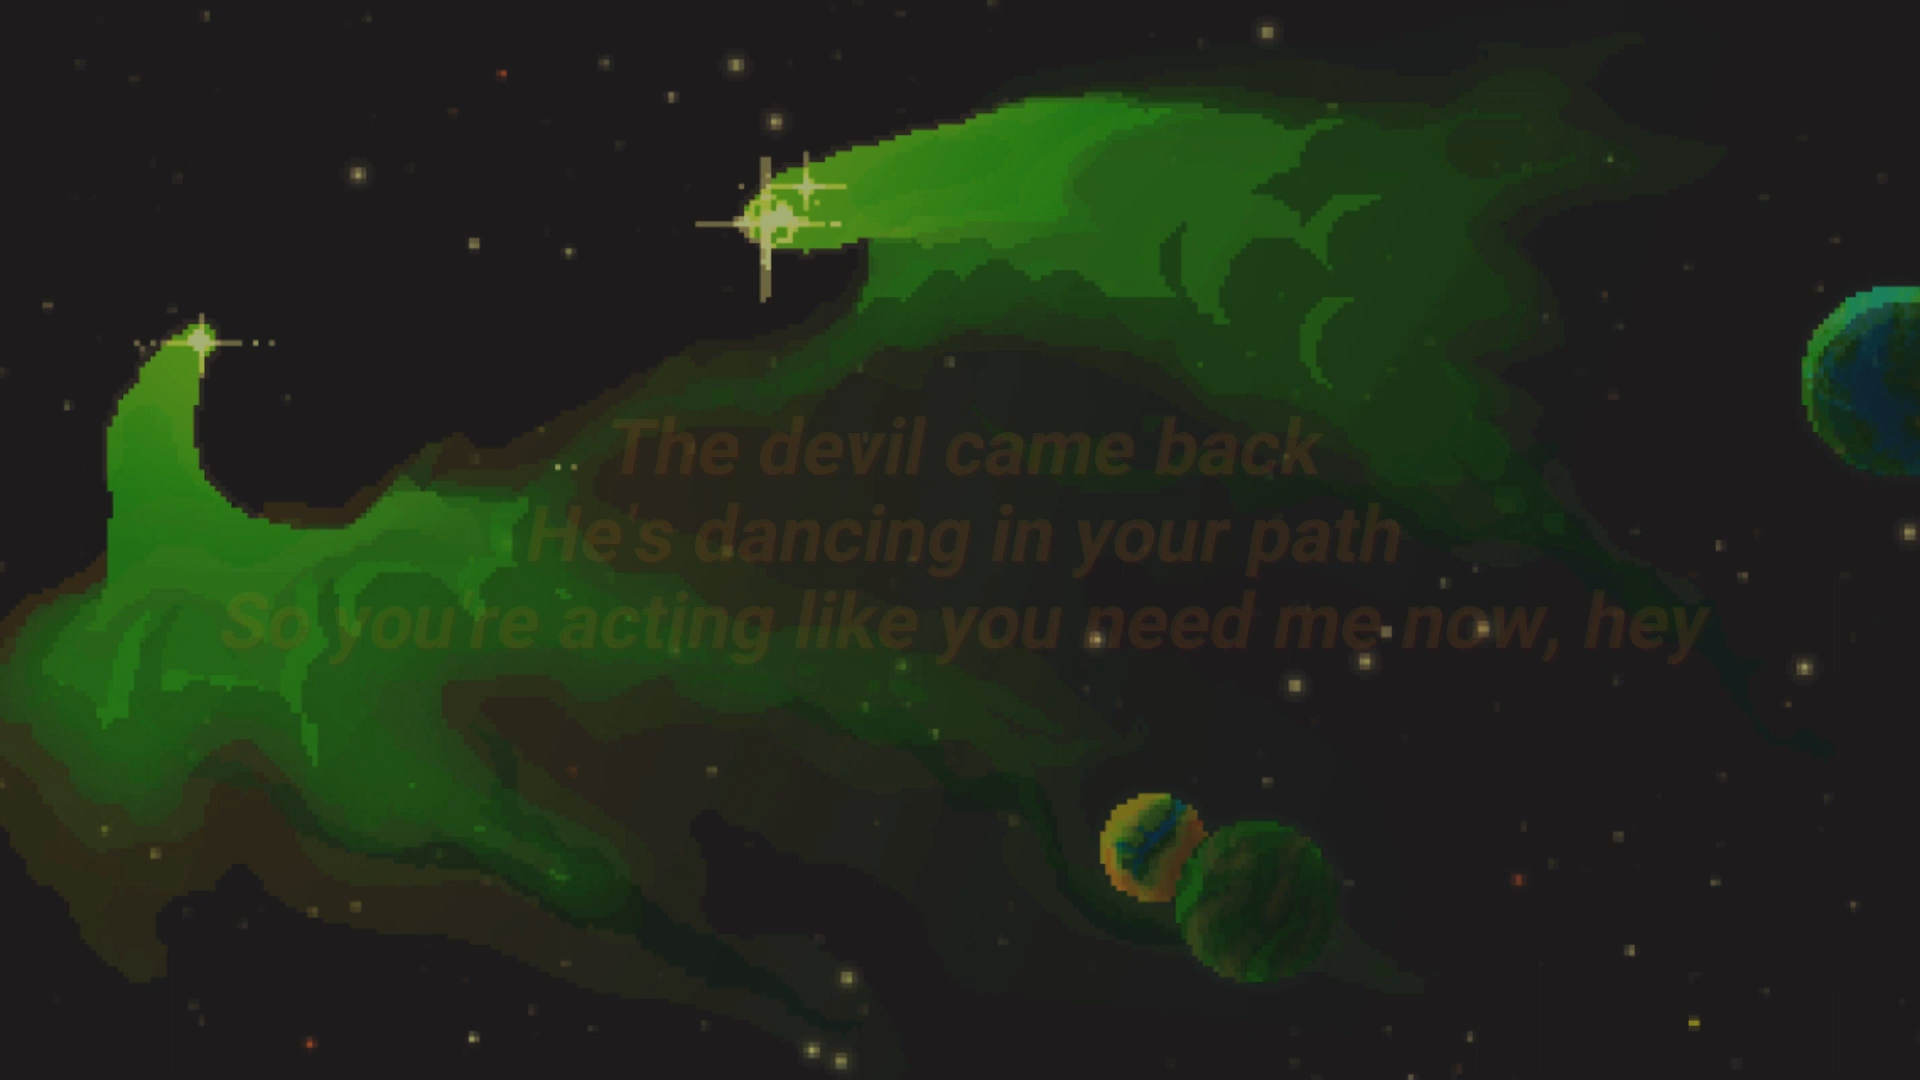 The devil came back
He's dancing in your path
So you're acting like you need me now, hey